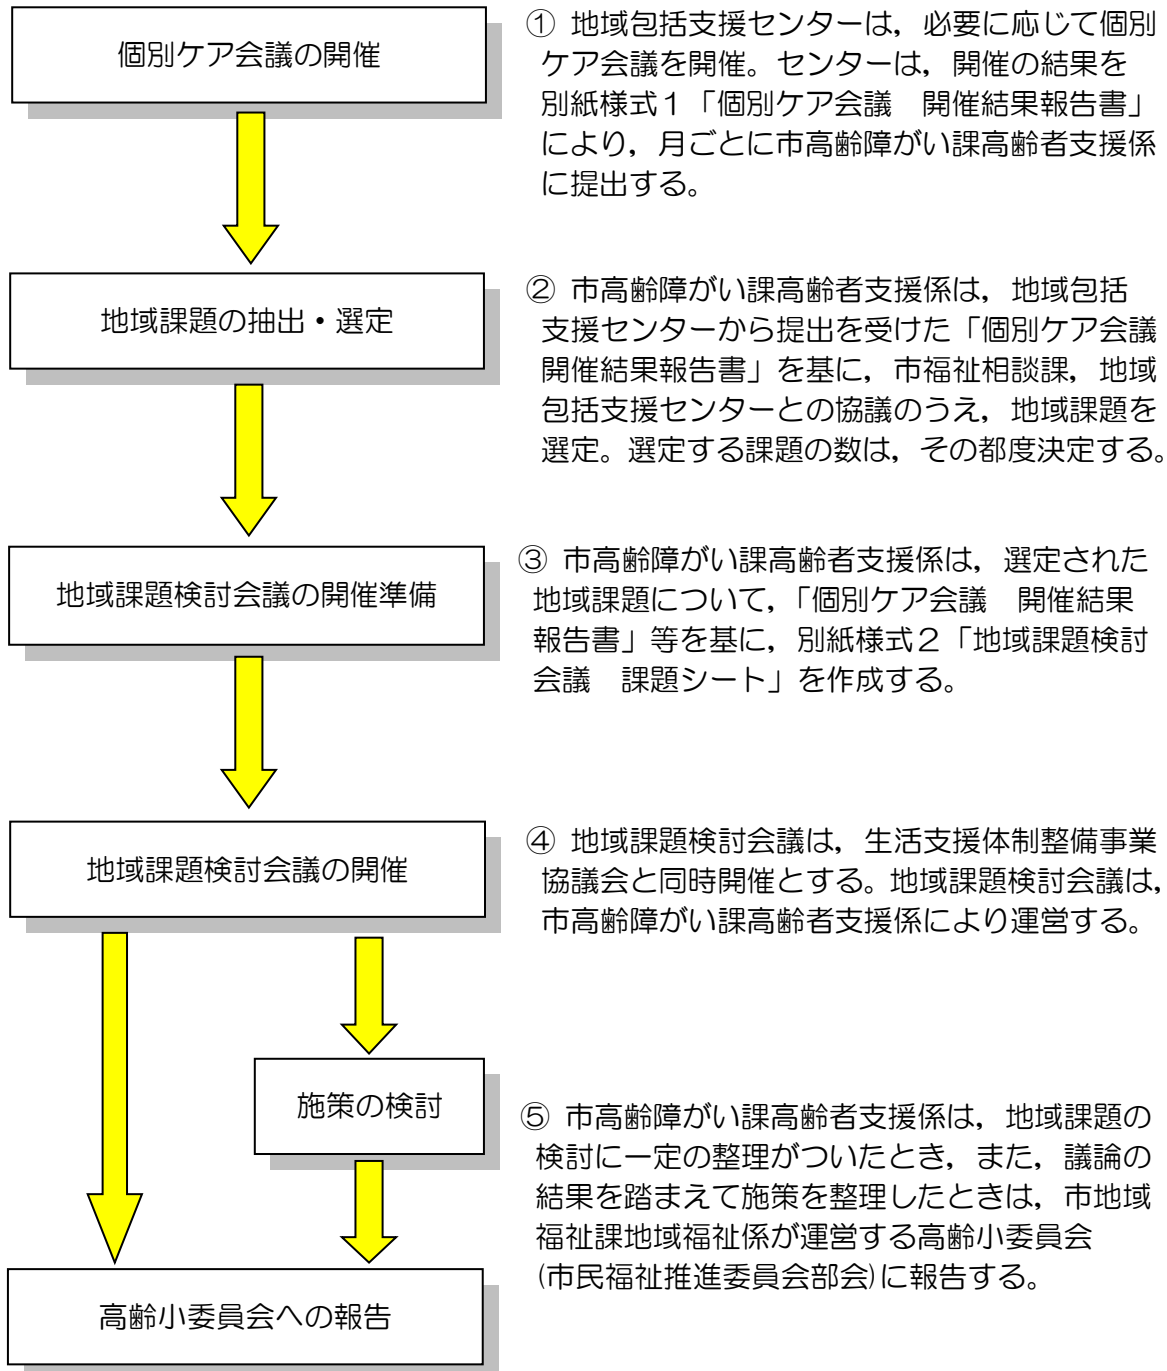 個別ケア会議の開催
① 地域包括支援センターは，必要に応じて個別
ケア会議を開催。センターは，開催の結果を
別紙様式１「個別ケア会議　開催結果報告書」
により，月ごとに市高齢障がい課高齢者支援係
に提出する。
地域課題の抽出・選定
② 市高齢障がい課高齢者支援係は，地域包括
支援センターから提出を受けた「個別ケア会議
開催結果報告書」を基に，市福祉相談課，地域
包括支援センターとの協議のうえ，地域課題を
選定。選定する課題の数は，その都度決定する。
地域課題検討会議の開催準備
③ 市高齢障がい課高齢者支援係は，選定された
地域課題について，「個別ケア会議　開催結果
報告書」等を基に，別紙様式２「地域課題検討
会議　課題シート」を作成する。
地域課題検討会議の開催
④ 地域課題検討会議は，生活支援体制整備事業
協議会と同時開催とする。地域課題検討会議は，
市高齢障がい課高齢者支援係により運営する。
施策の検討
⑤ 市高齢障がい課高齢者支援係は，地域課題の
検討に一定の整理がついたとき，また，議論の
結果を踏まえて施策を整理したときは，市地域
福祉課地域福祉係が運営する高齢小委員会
(市民福祉推進委員会部会)に報告する。
高齢小委員会への報告